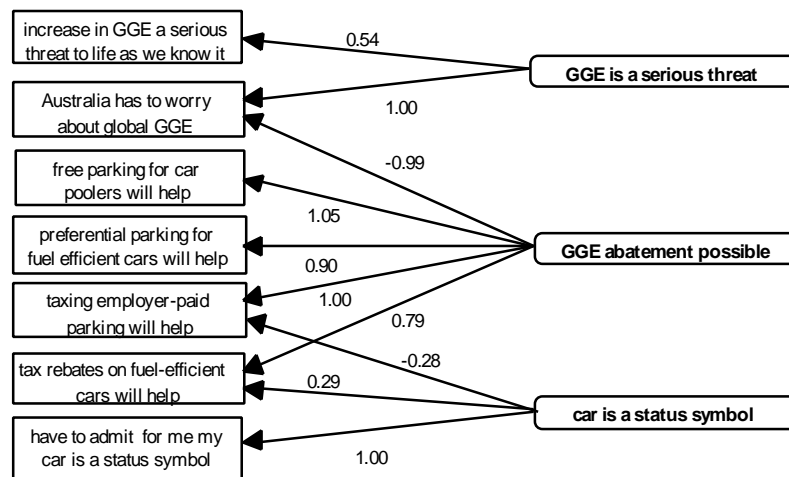 increase in GGE a serious
threat to life as we know it
0.54
GGE is a serious threat
Australia has to worry
about global GGE
1.00
-0.99
free parking for car
poolers will help
1.05
preferential parking for
fuel efficient cars will help
GGE abatement possible
0.90
taxing employer-paid
parking will help
1.00
0.79
-0.28
tax rebates on fuel-efficient
cars will help
0.29
car is a status symbol
have to admit for me my
car is a status symbol
1.00